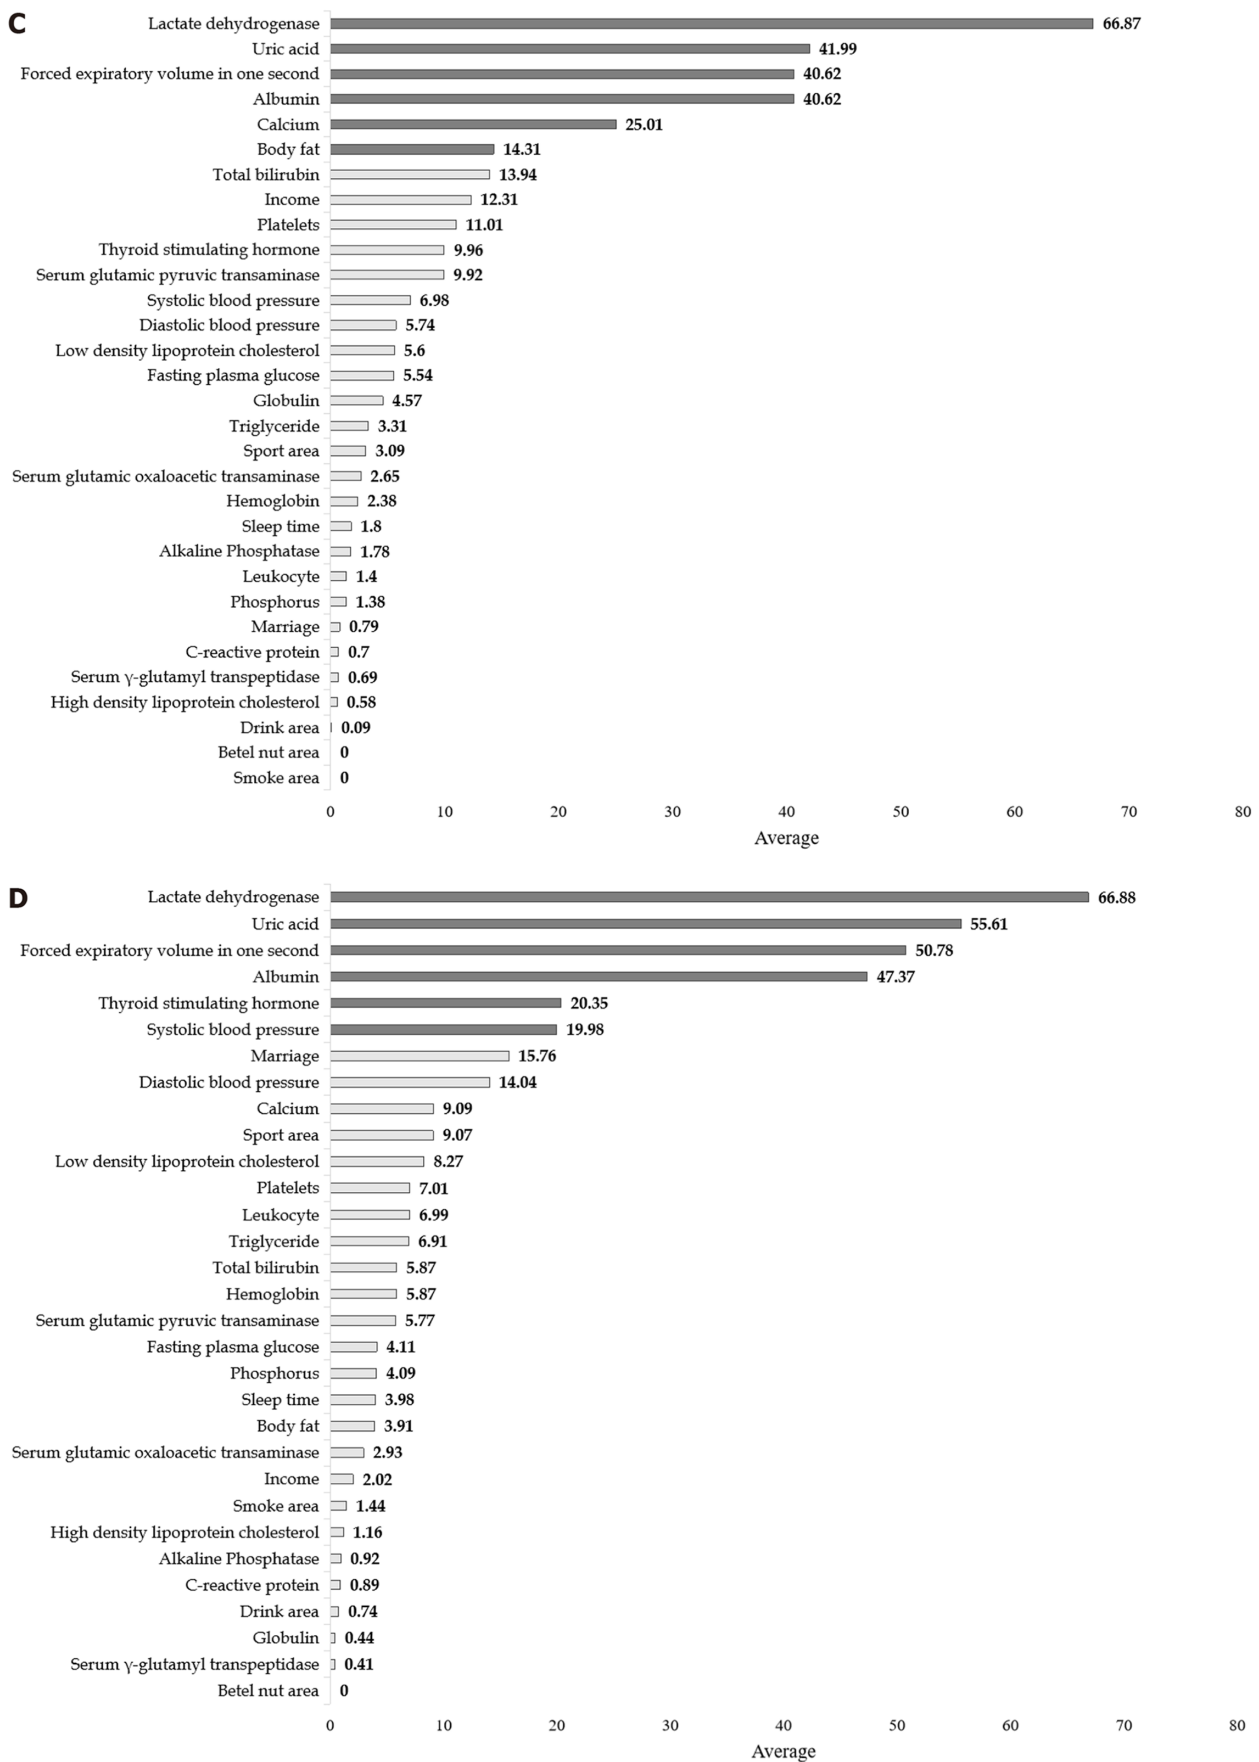 C
Lactate dehydrogenase 66.87
Uric acid 41.99
Forced expiratory volume in one second 40.62
Albumin 40.62
Calcium 25.01
Body fat 14.31
Total bilirubin 13.94
Income 12.31
Platelets 11.01
Thyroid stimulating hormone 9.96
Serum glutamic pyruvic transaminase 9.92
Systolic blood pressure 6.98
Diastolic blood pressure 5.74
Low density lipoprotein cholesterol 5.6
Fasting plasma glucose 5.54
Globulin 4.57
Triglyceride 3.31
Sport area 3.09
Serum glutamic oxaloacetic transaminase 2.65
Hemoglobin 2.38
Sleep time 1.8
Alkaline Phosphatase 1.78
Leukocyte 1.4
Phosphorus 1.38
Marriage 0.79
C-reactive protein 0.7
Serum γ-glutamyl transpeptidase 0.69
High density lipoprotein cholesterol 0.58
Drink area 0.09
Betel nut area 0
Smoke area 0
0 10 20 30 40 50 60 70 80
Average
D
Lactate dehydrogenase 66.88
Uric acid 55.61
Forced expiratory volume in one second 50.78
Albumin 47.37
Thyroid stimulating hormone 20.35
Systolic blood pressure 19.98
Marriage 15.76
Diastolic blood pressure 14.04
Calcium 9.09
Sport area 9.07
Low density lipoprotein cholesterol 8.27
Platelets 7.01
Leukocyte 6.99
Triglyceride 6.91
Total bilirubin 5.87
Hemoglobin 5.87
Serum glutamic pyruvic transaminase 5.77
Fasting plasma glucose 4.11
Phosphorus 4.09
Sleep time 3.98
Body fat 3.91
Serum glutamic oxaloacetic transaminase 2.93
Income 2.02
Smoke area 1.44
High density lipoprotein cholesterol 1.16
Alkaline Phosphatase 0.92
C-reactive protein 0.89
Drink area 0.74
Globulin 0.44
Serum γ-glutamyl transpeptidase 0.41
Betel nut area 0
0 10 20 30 40 50 60 70 80
Average